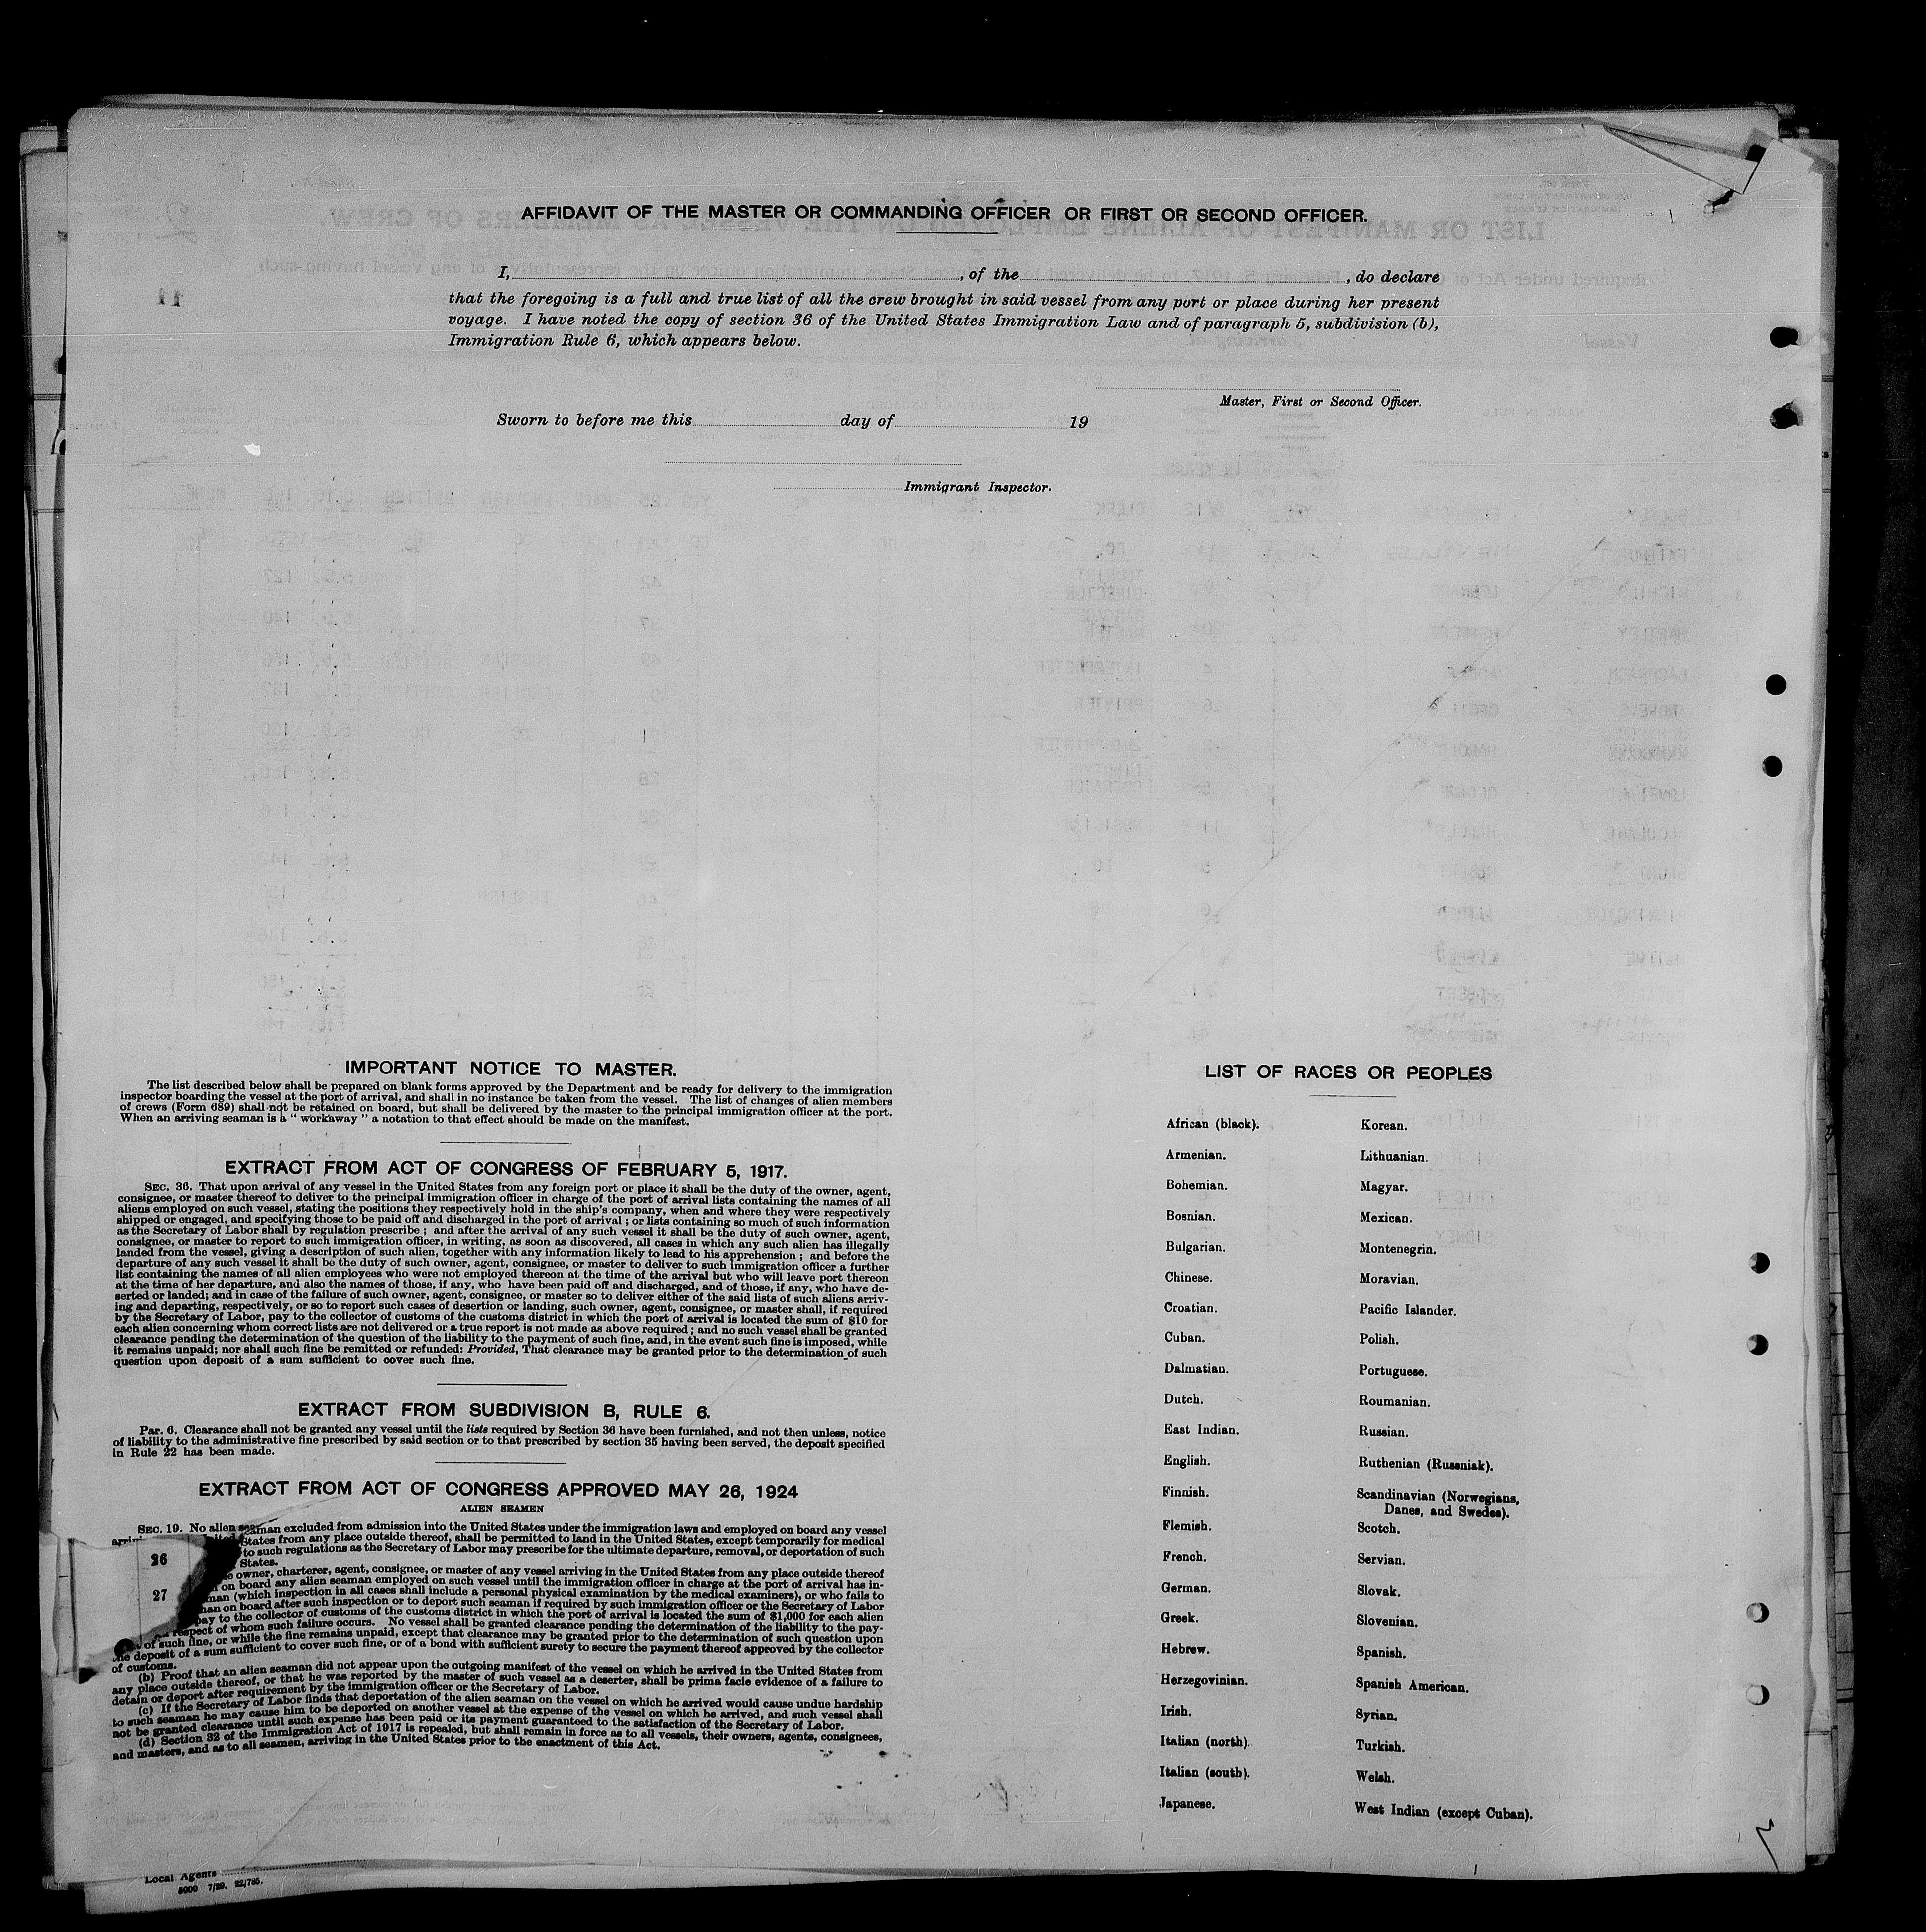 AFFIDAVIT OF THE MASTER OR COMMANDING OFFICER OR FIRST OR SECOND OFFICER.
I, , of the , do declare
that the foregoing is a full and true list of all the crew brought in said vessel from any port or place during her present
voyage. I have noted the copy of section 36 of the United States Immigration Law and of paragraph 5, subdivision (b),
Immigration Rule 6, which appears below.
Master, First or Second Officer.
Sworn to before me this day of 19
Immigrant Inspector.
IMPORTANT NOTICE TO MASTER.
The list described below shall be prepared on blank forms approved by the Department and be ready for delivery to the immigration
inspector boarding the vessel at the port of arrival, and shall in no instance be taken from the vessel. The list of changes of alien members
of crews (Form 689) shall not be retained on board, but shall be delivered by the master to the principal immigration officer at the port.
When an arriving seaman is a " workaway " a notation to that effect should be made on the manifest.
EXTRACT FROM ACT OF CONGRESS OF FEBRUARY 5, 1917.
SEC. 36. That upon arrival of any vessel in the United States from any foreign port or place it shall be the duty of the owner, agent,
consignee, or master thereof to deliver to the principal immigration officer in charge of the port of arrival lists containing the names of all
aliens employed on such vessel, stating the positions they respectively hold in the ship's company, when and where they were respectively
shipped or engaged, and specifying those to be paid off and discharged in the port of arrival ; or lists containing so much of such information
as the Secretary of Labor shall by regulation prescribe ; and after the arrival of any such vessel it shall be the duty of such owner, agent,
consignee, or master to report to such immigration officer, in writing, as soon as discovered, all cases in which any such alien has illegally
landed from the vessel, giving a description of such alien, together with any information likely to lead to his apprehension ; and before the
departure of any such vessel it shall be the duty of such owner, agent, consignee, or master to deliver to such immigration officer a further
list containing the names of all alien employees who were not employed thereon at the time of the arrival but who will leave port thereon
at the time of her departure, and also the names of those, if any, who have been paid off and discharged, and of those, if any, who have de-
serted or landed; and in case of the failure of such owner, agent, consignee, or master so to deliver either of the said lists of such aliens arriv-
ing and departing, respectively, or so to report such cases of desertion or landing, such owner, agent, consignee, or master shall, if required
by the Secretary of Labor, pay to the collector of customs of the customs district in which the port of arrival is located the sum of $10 for
each alien concerning whom correct lists are not delivered or a true report is not made as above required ; and no such vessel shall be granted
clearance pending the determination of the question of the liability to the payment of such fine, and, in the event such fine is imposed, while
it remains unpaid; nor shall such fine be remitted or refunded: Provided, That clearance may be granted prior to the determination of such
question upon deposit of a sum sufficient to cover such fine.
EXTRACT FROM SUBDIVISION B, RULE 6.
Par. 6. Clearance shall not be granted any vessel until the lists required by Section 36 have been furnished, and not then unless, notice
of liability to the administrative fine prescribed by said section or to that prescribed by section 35 having been served, the deposit specified
in Rule 22 has been made.
EXTRACT FROM ACT OF CONGRESS APPROVED MAY 26, 1924
ALIEN SEAMEN
SEC. 19. No alien seaman excluded from admission into the United States under the immigration laws and employed on board any vessel
States from any place outside thereof, shall be permitted to land in the United States, except temporarily for medical
to such regulations as the Secretary of Labor may prescribe for the ultimate departure, removal, or deportation of such
States.
owner, charterer, agent, consignee, or master of any vessel arriving in the United States from any place outside thereof
on board any alien seaman employed on such vessel until the immigration officer in charge at the port of arrival has in-
(which inspection in all cases shall include a personal physical examination by the medical examiners), or who fails to
on board after such inspection or to deport such seaman if required by such immigration officer or the Secretary of Labor
pay to the collector of customs of the customs district in which the port of arrival is located the sum of $1,000 for each alien
respect of whom such failure occurs. No vessel shall be granted clearance pending the determination of the liability to the pay-
of such fine, or while the fine remains unpaid, except that clearance may be granted prior to the determination of such question upon
the deposit of a sum sufficient to cover such fine, or of a bond with sufficient surety to secure the payment thereof approved by the collector
of customs.
(b) Proof that an alien seaman did not appear upon the outgoing manifest of the vessel on which he arrived in the United States from
any place outside thereof, or that he was reported by the master of such vessel as a deserter, shall be prima facie evidence of a failure to
detain or deport after requirement by the immigration officer or the Secretary of Labor.
(c) If the Secretary of Labor finds that deportation of the alien seaman on the vessel on which he arrived would cause undue hardship
to such seaman he may cause him to be deported on another vessel at the expense of the vessel on which he arrived, and such vessel shall
not be granted clearance until such expense has been paid or its payment guaranteed to the satisfaction of the Secretary of Labor.
(d) Section 32 of the Immigration Act of 1917 is repealed, but shall remain in force as to all vessels, their owners, agents, consignees,
and masters, and as to all seamen, arriving in the United States prior to the enactment of this Act.
26
27
Local Agents
5000 7/29. 22/785.
LIST OF RACES OR PEOPLES
African (black).
Armenian.
Bohemian.
Bosnian.
Bulgarian.
Chinese.
Croatian.
Cuban.
Dalmatian.
Dutch.
East Indian.
English.
Finnish.
Flemish.
French.
German.
Greek.
Hebrew.
Herzegovinian.
Irish.
Italian (north).
Italian (south).
Japanese.
Korean.
Lithuanian.
Magyar.
Mexican.
Montenegrin.
Moravian.
Pacific Islander.
Polish.
Portuguese.
Roumanian.
Russian.
Ruthenian (Russniak).
Scandinavian (Norwegians,
Danes, and Swedes).
Scotch.
Servian.
Slovak.
Slovenian.
Spanish.
Spanish American.
Syrian.
Turkish.
Welsh.
West Indian (except Cuban).